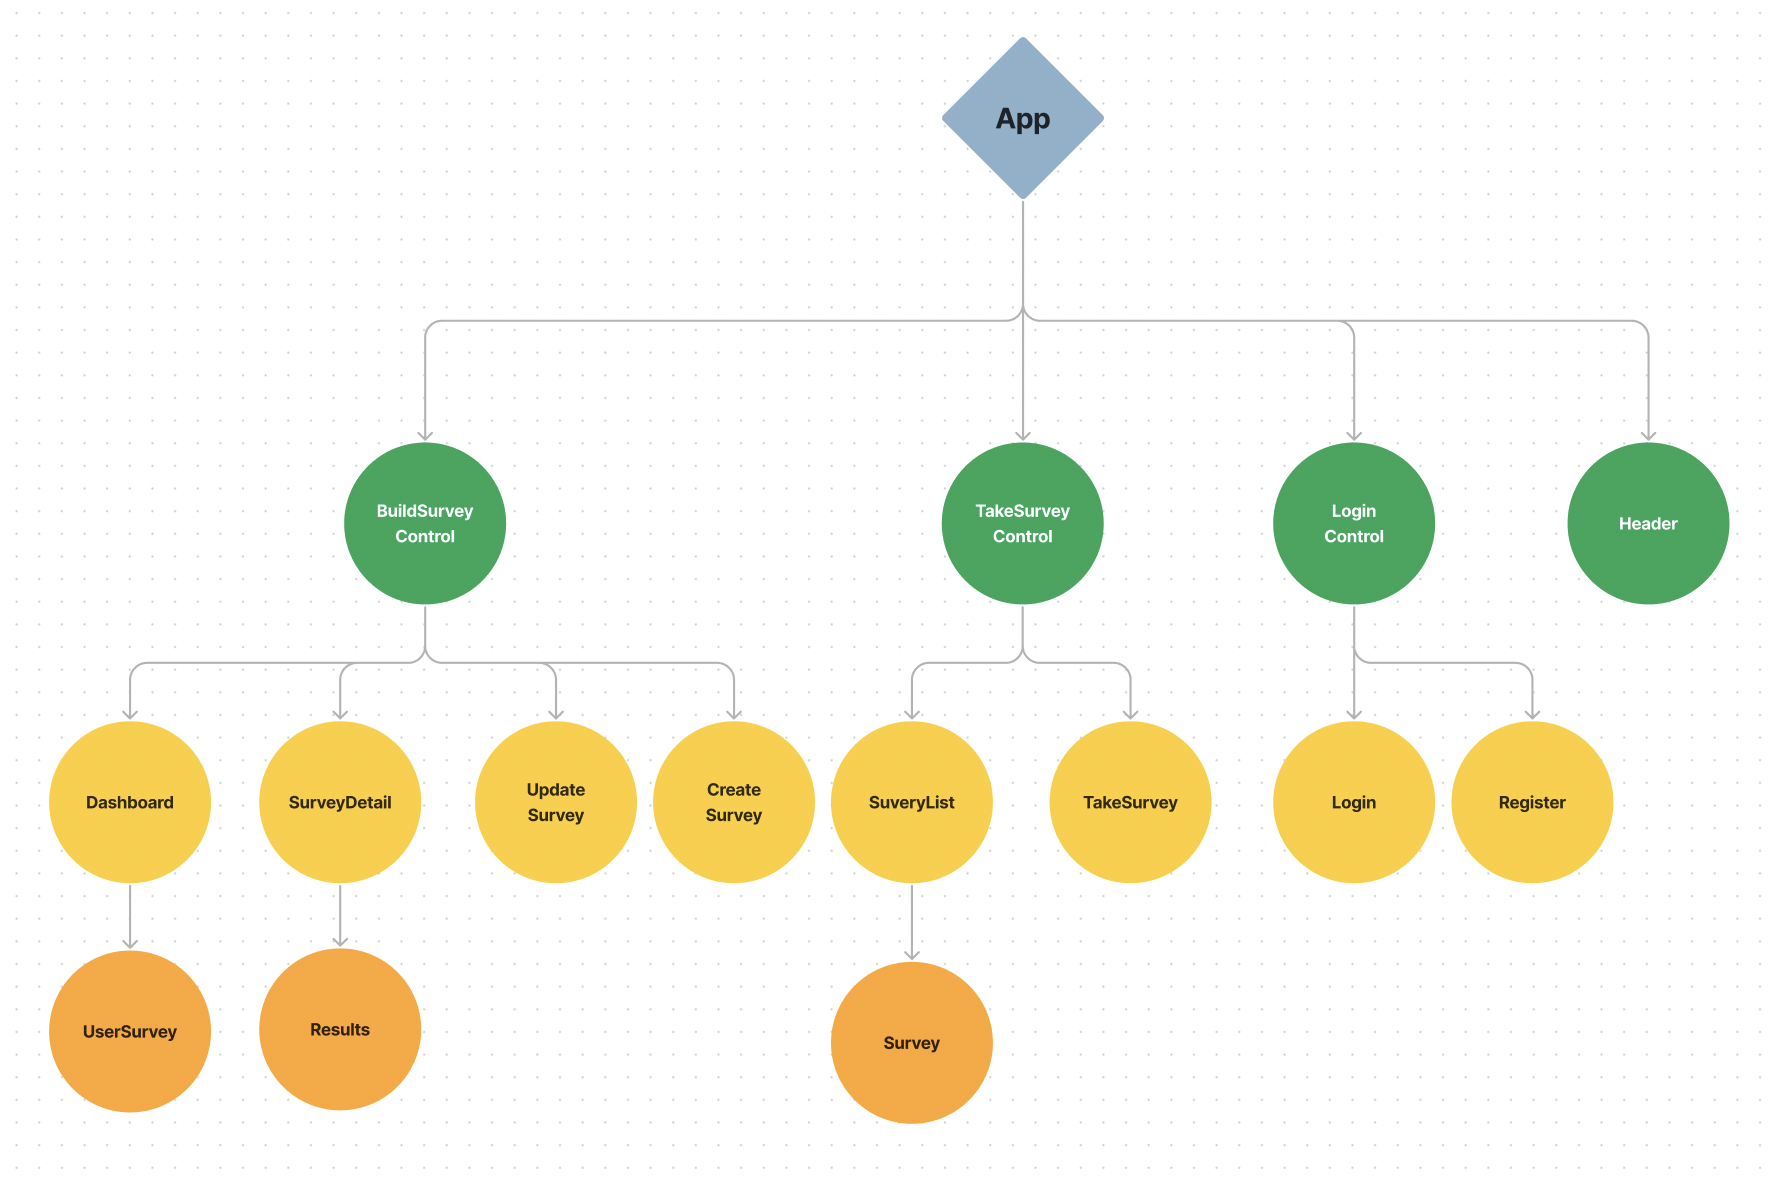 App
BuildSurvey
Control
TakeSurvey
Control
Login
Control
Header
Dashboard
SurveyDetail
Update
Survey
Create
Survey
SuveryList
TakeSurvey
Login
Register
UserSurvey
Results
Survey